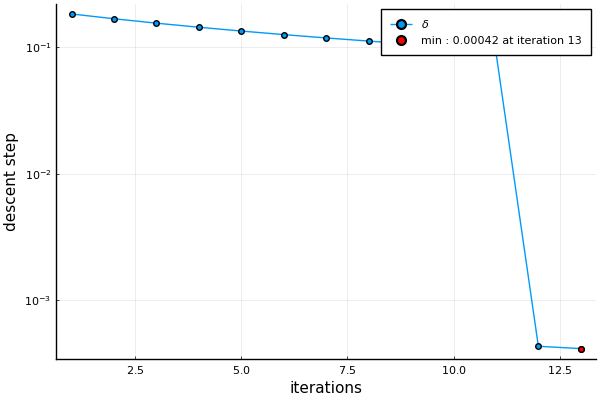 δ
min : 0.00042 at iteration 13
10⁻¹
10⁻²
10⁻³
descent step
2.5
5.0
7.5
10.0
12.5
iterations